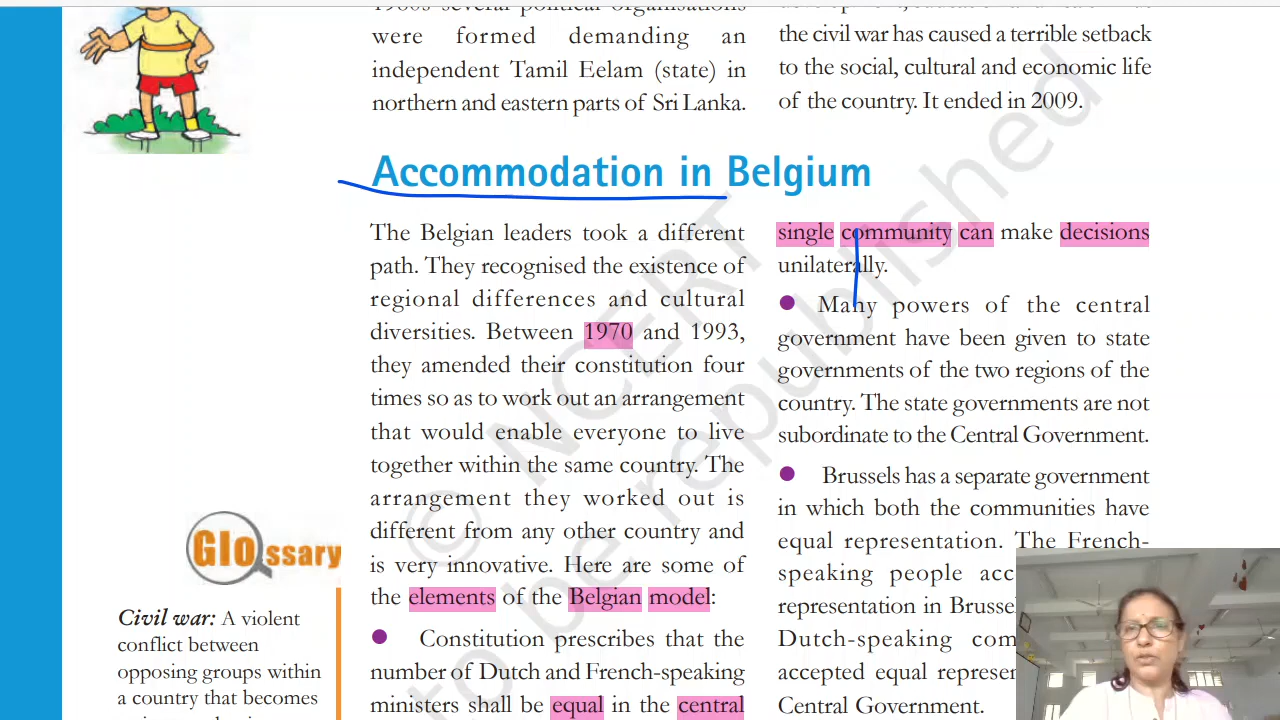 1960s several political organisations
were formed demanding an
independent Tamil Eelam (state) in
northern and eastern parts of Sri Lanka.
the civil war has caused a terrible setback
to the social, cultural and economic life
of the country. It ended in 2009.
Accommodation in Belgium
The Belgian leaders took a different
path. They recognised the existence of
regional differences and cultural
diversities. Between 1970 and 1993,
they amended their constitution four
times so as to work out an arrangement
that would enable everyone to live
together within the same country. The
arrangement they worked out is
different from any other country and
is very innovative. Here are some of
the elements of the Belgian model:
● Constitution prescribes that the
number of Dutch and French-speaking
ministers shall be equal in the central
single community can make decisions
unilaterally.
● Many powers of the central
government have been given to state
governments of the two regions of the
country. The state governments are not
subordinate to the Central Government.
● Brussels has a separate government
in which both the communities have
equal representation. The French-
speaking people acc
representation in Brussel
Dutch-speaking com
accepted equal represen
Central Government.
Glossary
Civil war: A violent
conflict between
opposing groups within
a country that becomes
© NCERT
to be republished